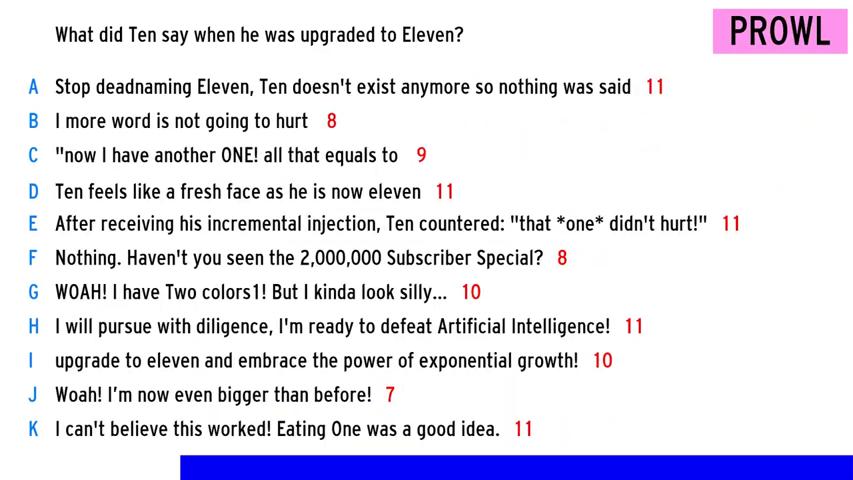 What did Ten say when he was upgraded to Eleven?
PROWL
A Stop deadnaming Eleven, Ten doesn't exist anymore so nothing was said 11
B I more word is not going to hurt 8
C "now I have another ONE! all that equals to 9
D Ten feels like a fresh face as he is now eleven 11
E After receiving his incremental injection, Ten countered: "that *one* didn't hurt!" 11
F Nothing. Haven't you seen the 2,000,000 Subscriber Special? 8
G WOAH! I have Two colors1! But I kinda look silly... 10
H I will pursue with diligence, I'm ready to defeat Artificial Intelligence! 11
I upgrade to eleven and embrace the power of exponential growth! 10
J Woah! I’m now even bigger than before! 7
K I can't believe this worked! Eating One was a good idea. 11